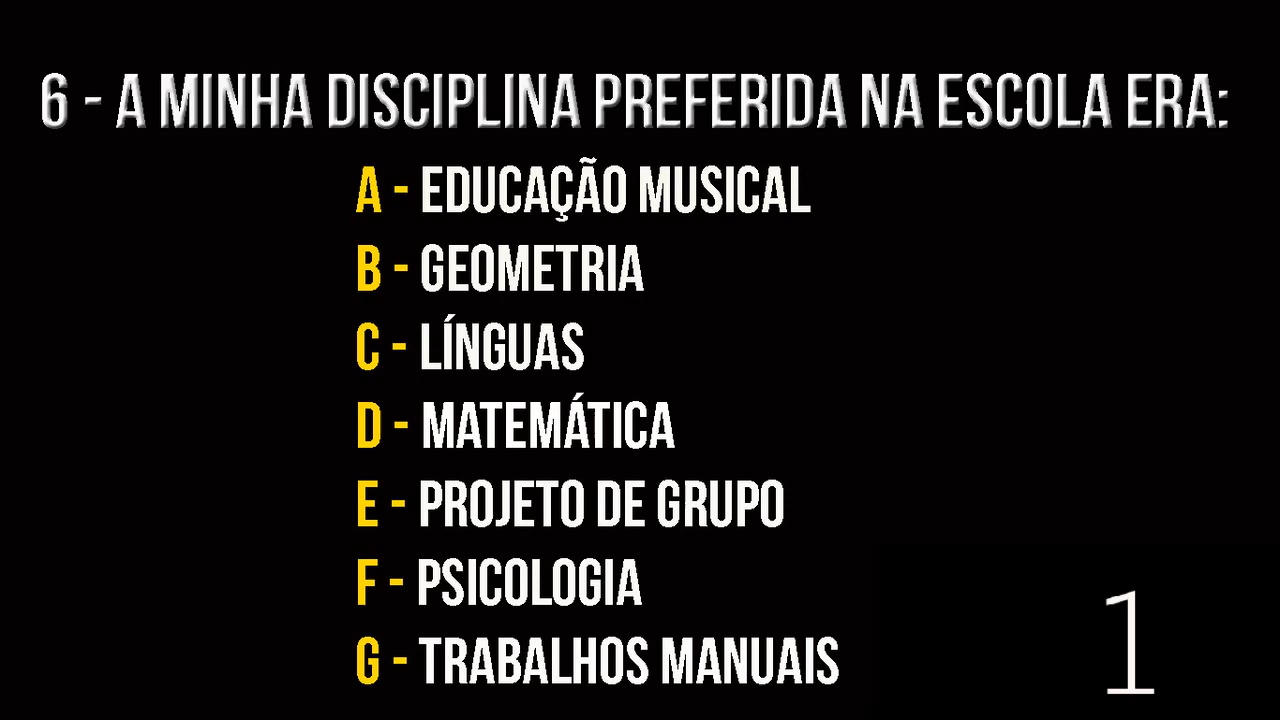 6 - A MINHA DISCIPLINA PREFERIDA NA ESCOLA ERA:
A - EDUCAÇÃO MUSICAL
B - GEOMETRIA
C - LÍNGUAS
D - MATEMÁTICA
E - PROJETO DE GRUPO
F - PSICOLOGIA
G - TRABALHOS MANUAIS
1